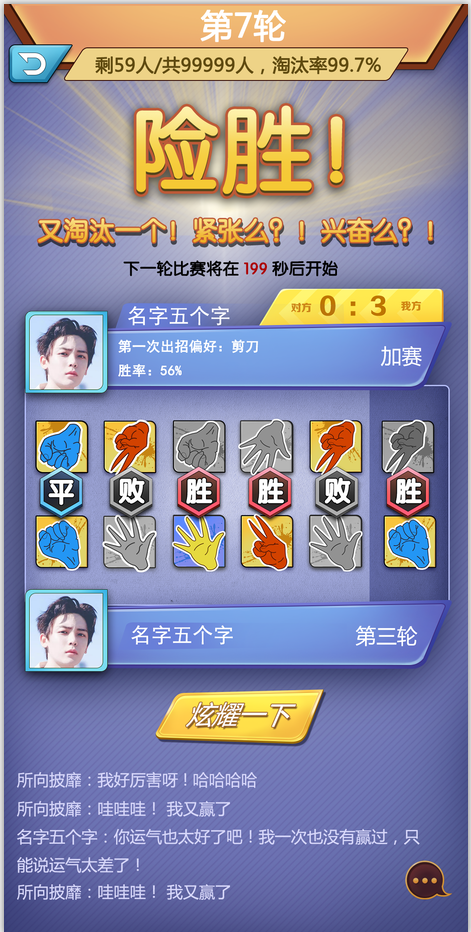 第7轮
剩59人/共99999人，淘汰率99.7%
险胜！
又淘汰一个！紧张么？！兴奋么？！
下一轮比赛将在 199 秒后开始
名字五个字
对方 0 : 3 我方
第一次出招偏好：剪刀
胜率：56%
加赛
平 败 胜 胜 败 胜
名字五个字
第三轮
炫耀一下
所向披靡：我好厉害呀！哈哈哈哈
所向披靡：哇哇哇！ 我又赢了
名字五个字：你运气也太好了吧！我一次也没有赢过，只
能说运气太差了！
所向披靡：哇哇哇！ 我又赢了